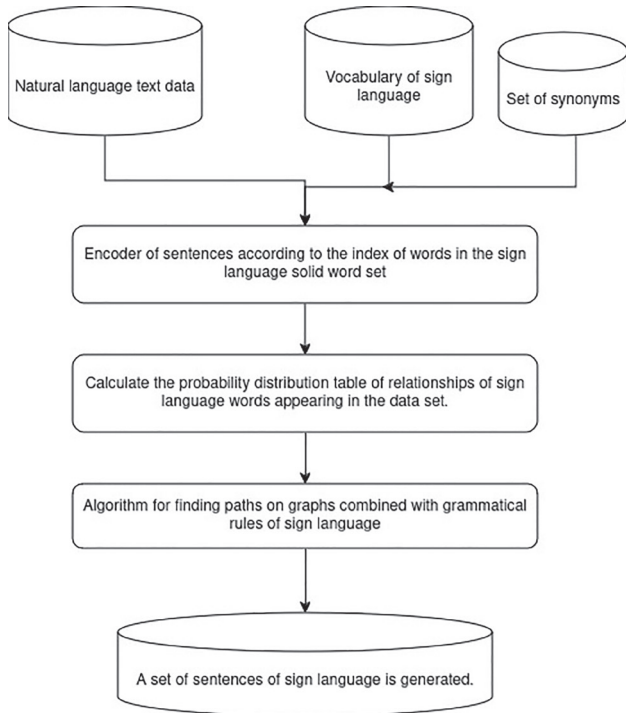 Natural language text data
Vocabulary of sign
language
Set of synonyms
Encoder of sentences according to the index of words in the sign
language solid word set
Calculate the probability distribution table of relationships of sign
language words appearing in the data set.
Algorithm for finding paths on graphs combined with grammatical
rules of sign language
A set of sentences of sign language is generated.